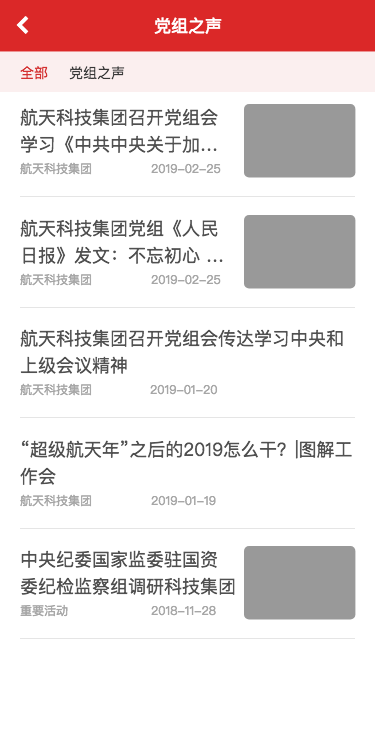 党组之声
全部 党组之声
航天科技集团召开党组会
学习《中共中央关于加...
航天科技集团 2019-02-25
航天科技集团党组《人民
日报》发文：不忘初心 ...
航天科技集团 2019-02-25
航天科技集团召开党组会传达学习中央和
上级会议精神
航天科技集团 2019-01-20
“超级航天年”之后的2019怎么干？|图解工
作会
航天科技集团 2019-01-19
中央纪委国家监委驻国资
委纪检监察组调研科技集团
重要活动 2018-11-28